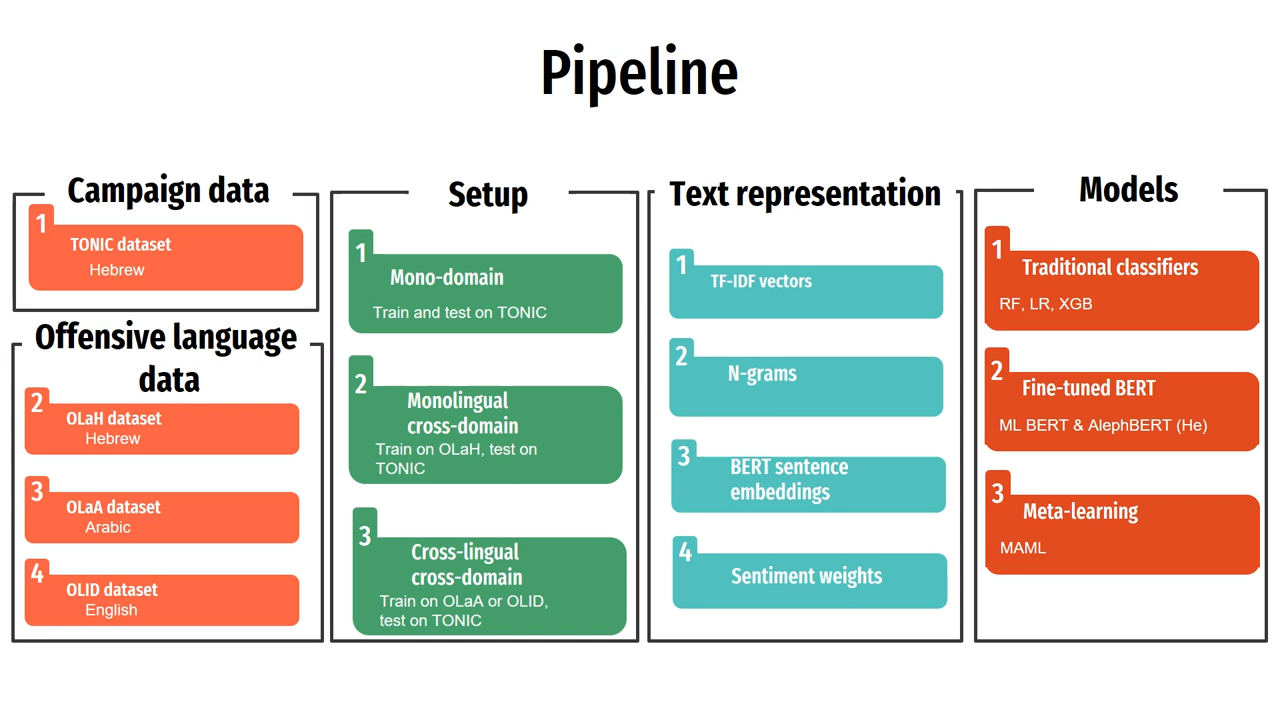 Pipeline
Campaign data
1
TONIC dataset
Hebrew
Offensive language
data
2
OLaH dataset
Hebrew
3
OLaA dataset
Arabic
4
OLID dataset
English
Setup
1
Mono-domain
Train and test on TONIC
2
Monolingual
cross-domain
Train on OLaH, test on
TONIC
3
Cross-lingual
cross-domain
Train on OLaA or OLID,
test on TONIC
Text representation
1
TF-IDF vectors
2
N-grams
3
BERT sentence
embeddings
4
Sentiment weights
Models
1
Traditional classifiers
RF, LR, XGB
2
Fine-tuned BERT
ML BERT & AlephBERT (He)
3
Meta-learning
MAML